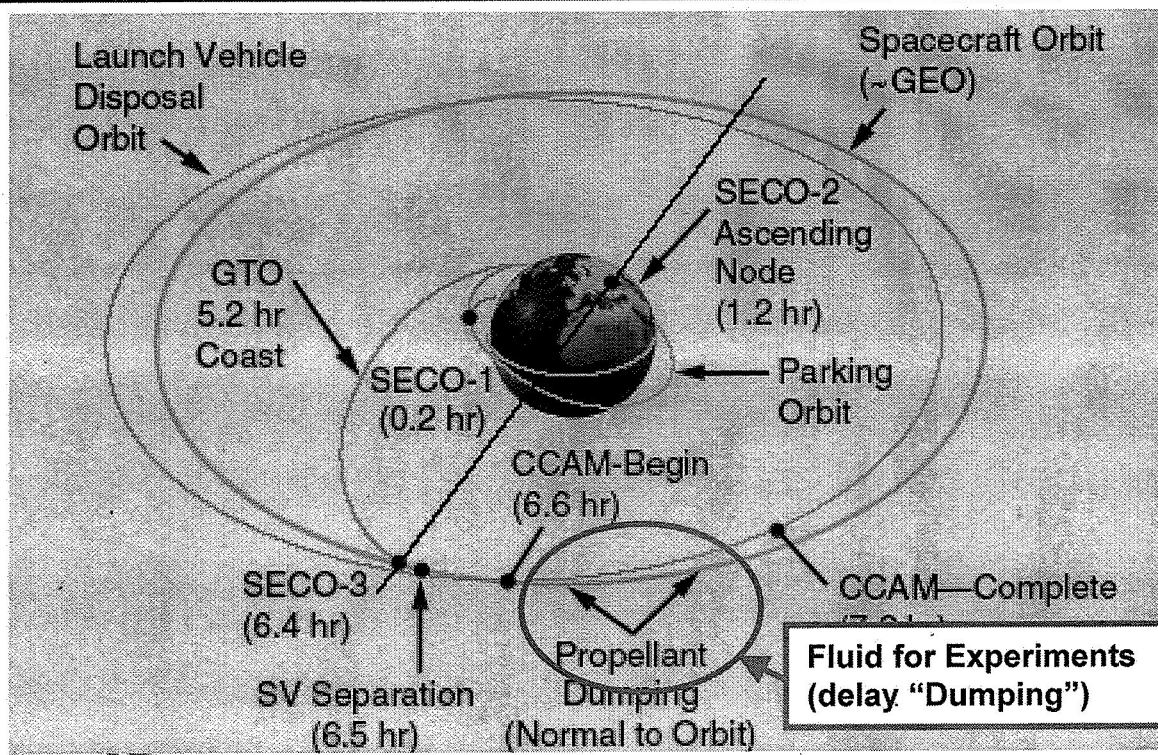 Launch Vehicle
Disposal
Orbit
Spacecraft Orbit
(~GEO)
SECO-2
Ascending
Node
(1.2 hr)
GTO
5.2 hr
Coast
SECO-1
(0.2 hr)
Parking
Orbit
CCAM-Begin
(6.6 hr)
SECO-3
(6.4 hr)
SV Separation
(6.5 hr)
Propellant
Dumping
(Normal to Orbit)
CCAM—Complete
Fluid for Experiments
(delay "Dumping")